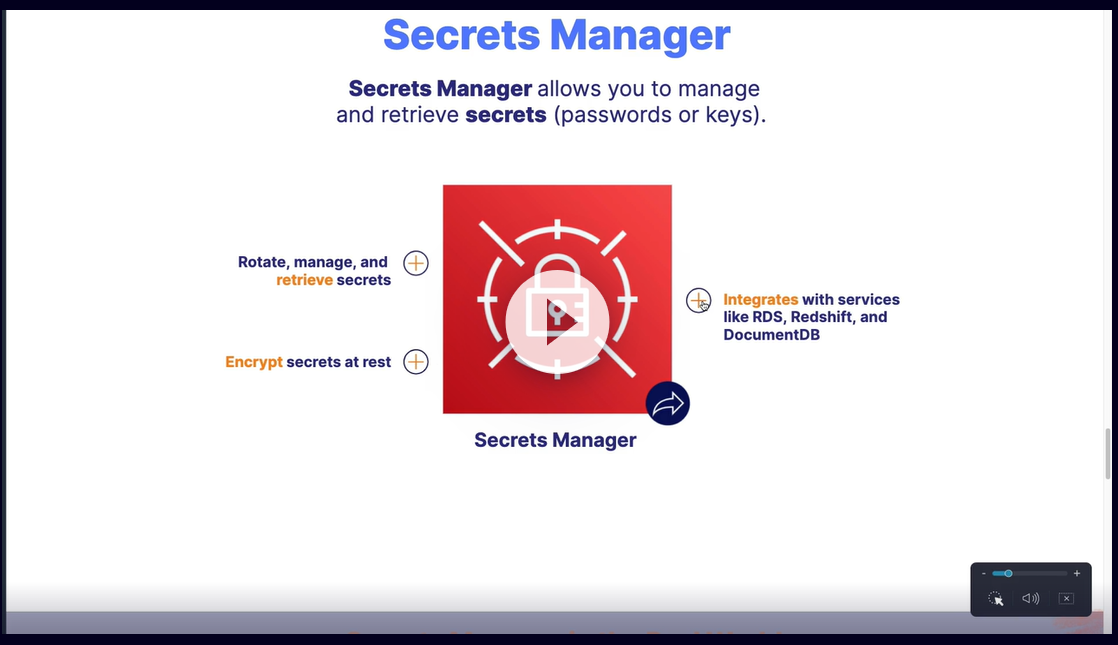 Secrets Manager
Secrets Manager allows you to manage
and retrieve secrets (passwords or keys).
Rotate, manage, and
retrieve secrets
Encrypt secrets at rest
Integrates with services
like RDS, Redshift, and
DocumentDB
Secrets Manager
- +